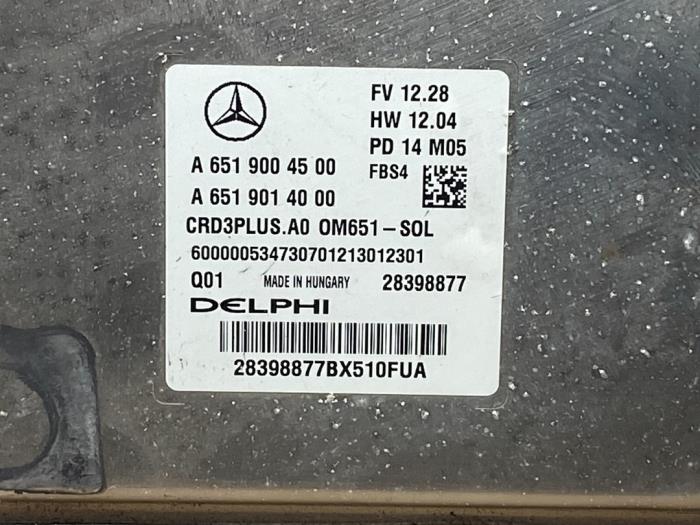 FV 12.28
HW 12.04
PD 14 M05
A 651 900 45 00
FBS4
A 651 901 40 00
CRD3PLUS.A0 OM651-SOL
600000534730701213012301
Q01 MADE IN HUNGARY 28398877
DELPHI
28398877BX510FUA